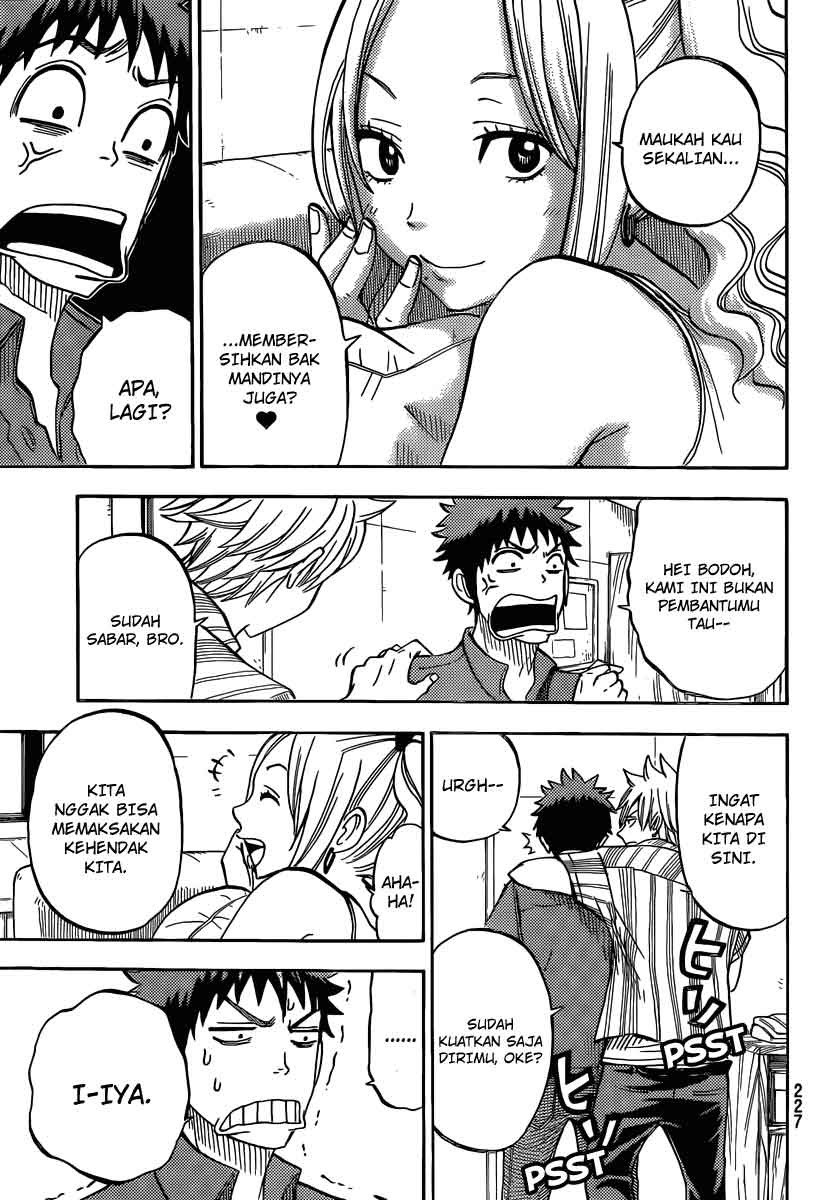 MAUKAH KAU
SEKALIAN...
...MEMBER-
SIHKAN BAK
MANDINYA
JUGA?
♥
APA,
LAGI?
HEI BODOH,
KAMI INI BUKAN
PEMBANTUMU
TAU--
SUDAH
SABAR, BRO.
INGAT
KENAPA
KITA DI
SINI.
URGH--
ヒソ
PSST
SUDAH
KUATKAN SAJA
DIRIMU, OKE?
ヒソ
PSST
KITA
NGGAK BISA
MEMAKSAKAN
KEHENDAK
KITA.
AHA-
HA!
......
I-IYA.
227